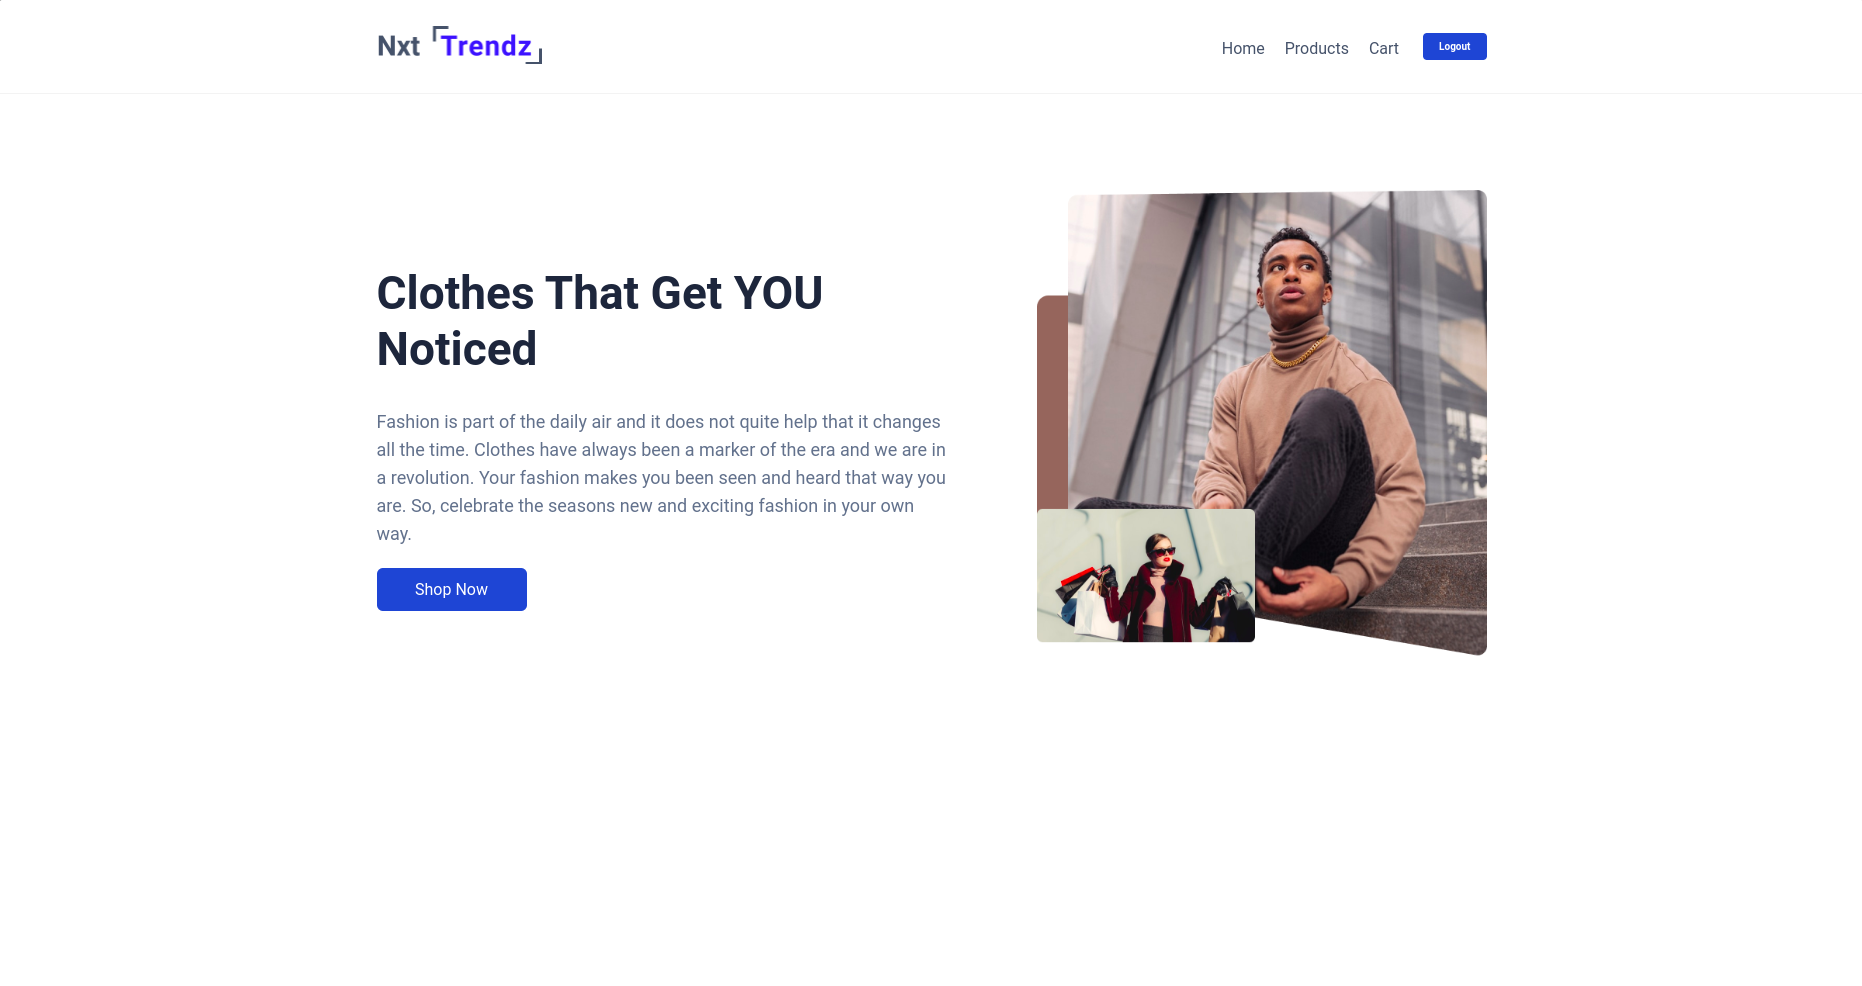 Nxt Trendz
Home Products Cart Logout
Clothes That Get YOU
Noticed
Fashion is part of the daily air and it does not quite help that it changes
all the time. Clothes have always been a marker of the era and we are in
a revolution. Your fashion makes you been seen and heard that way you
are. So, celebrate the seasons new and exciting fashion in your own
way.
Shop Now